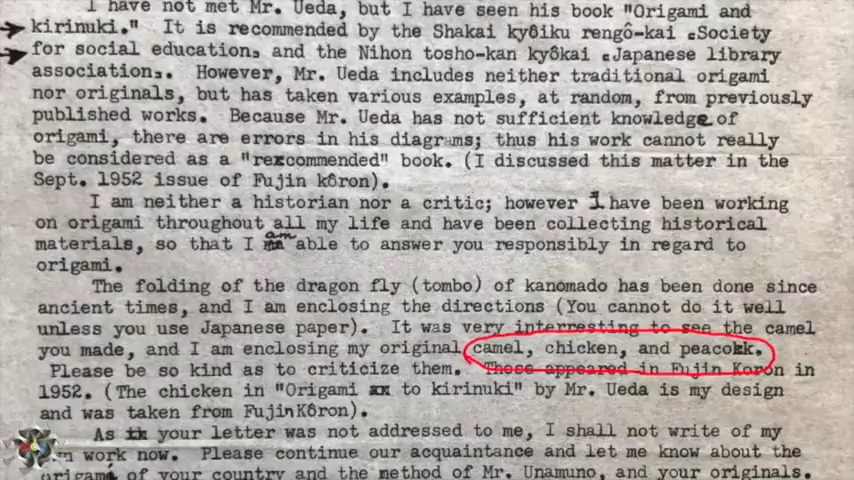 I have not met Mr. Ueda, but I have seen his book "Origami and
kirinuki." It is recommended by the Shakai kyôiku rengô-kai (Society
for social education) and the Nihon tosho-kan kyôkai (Japanese library
association). However, Mr. Ueda includes neither traditional origami
nor originals, but has taken various examples, at random, from previously
published works. Because Mr. Ueda has not sufficient knowledge of
origami, there are errors in his diagrams; thus his work cannot really
be considered as a "rexcommended" book. (I discussed this matter in the
Sept. 1952 issue of Fujin kôron).
I am neither a historian nor a critic; however I have been working
on origami throughout all my life and have been collecting historical
materials, so that I am able to answer you responsibly in regard to
origami.
The folding of the dragon fly (tombo) of kanomado has been done since
ancient times, and I am enclosing the directions (You cannot do it well
unless you use Japanese paper). It was very interresting to see the camel
you made, and I am enclosing my original camel, chicken, and peacock.
Please be so kind as to criticize them. These appeared in Fujin Koron in
1952. (The chicken in "Origami xx to kirinuki" by Mr. Ueda is my design
and was taken from FujinKôron).
As your letter was not addressed to me, I shall not write of my
own work now. Please continue our acquaintance and let me know about the
origami of your country and the method of Mr. Unamuno, and your originals.